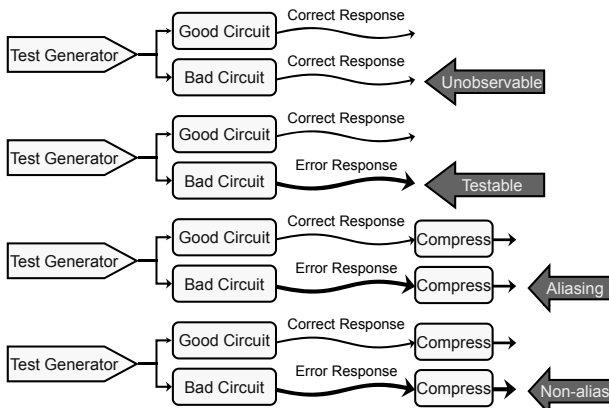 Correct Response
Good Circuit
Test Generator
Correct Response
Bad Circuit
Unobservable
Correct Response
Good Circuit
Test Generator
Error Response
Bad Circuit
Testable
Correct Response
Good Circuit
Compress
Test Generator
Error Response
Bad Circuit
Compress
Aliasing
Correct Response
Good Circuit
Compress
Test Generator
Error Response
Bad Circuit
Compress
Non-alias